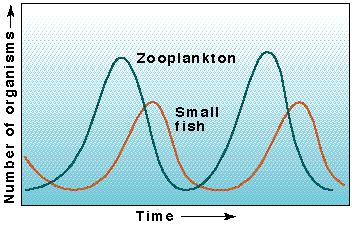 Number of organisms
Zooplankton
Small
fish
Time